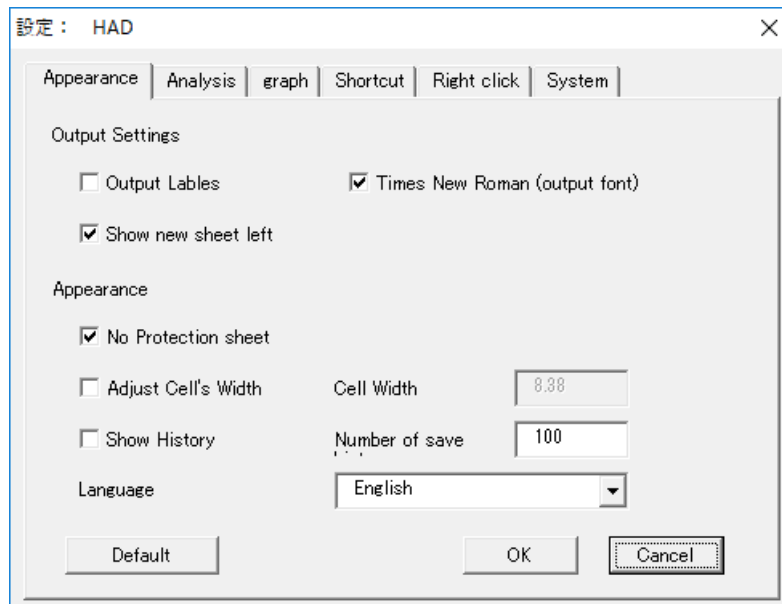 設定： HAD
Appearance Analysis graph Shortcut Right click System
Output Settings
Output Lables Times New Roman (output font)
Show new sheet left
Appearance
No Protection sheet
Adjust Cell's Width Cell Width 8.38
Show History Number of save 100
Language English
Default OK Cancel